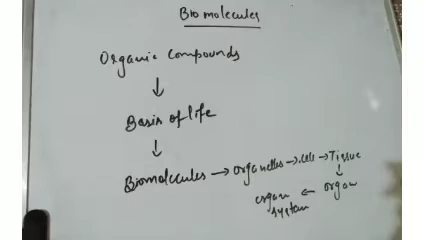 Biomolecules
Organic compounds
↓
Basis of life
↓
Biomolecules → Organelles → Cells → Tissue
↓
organ system ← organ